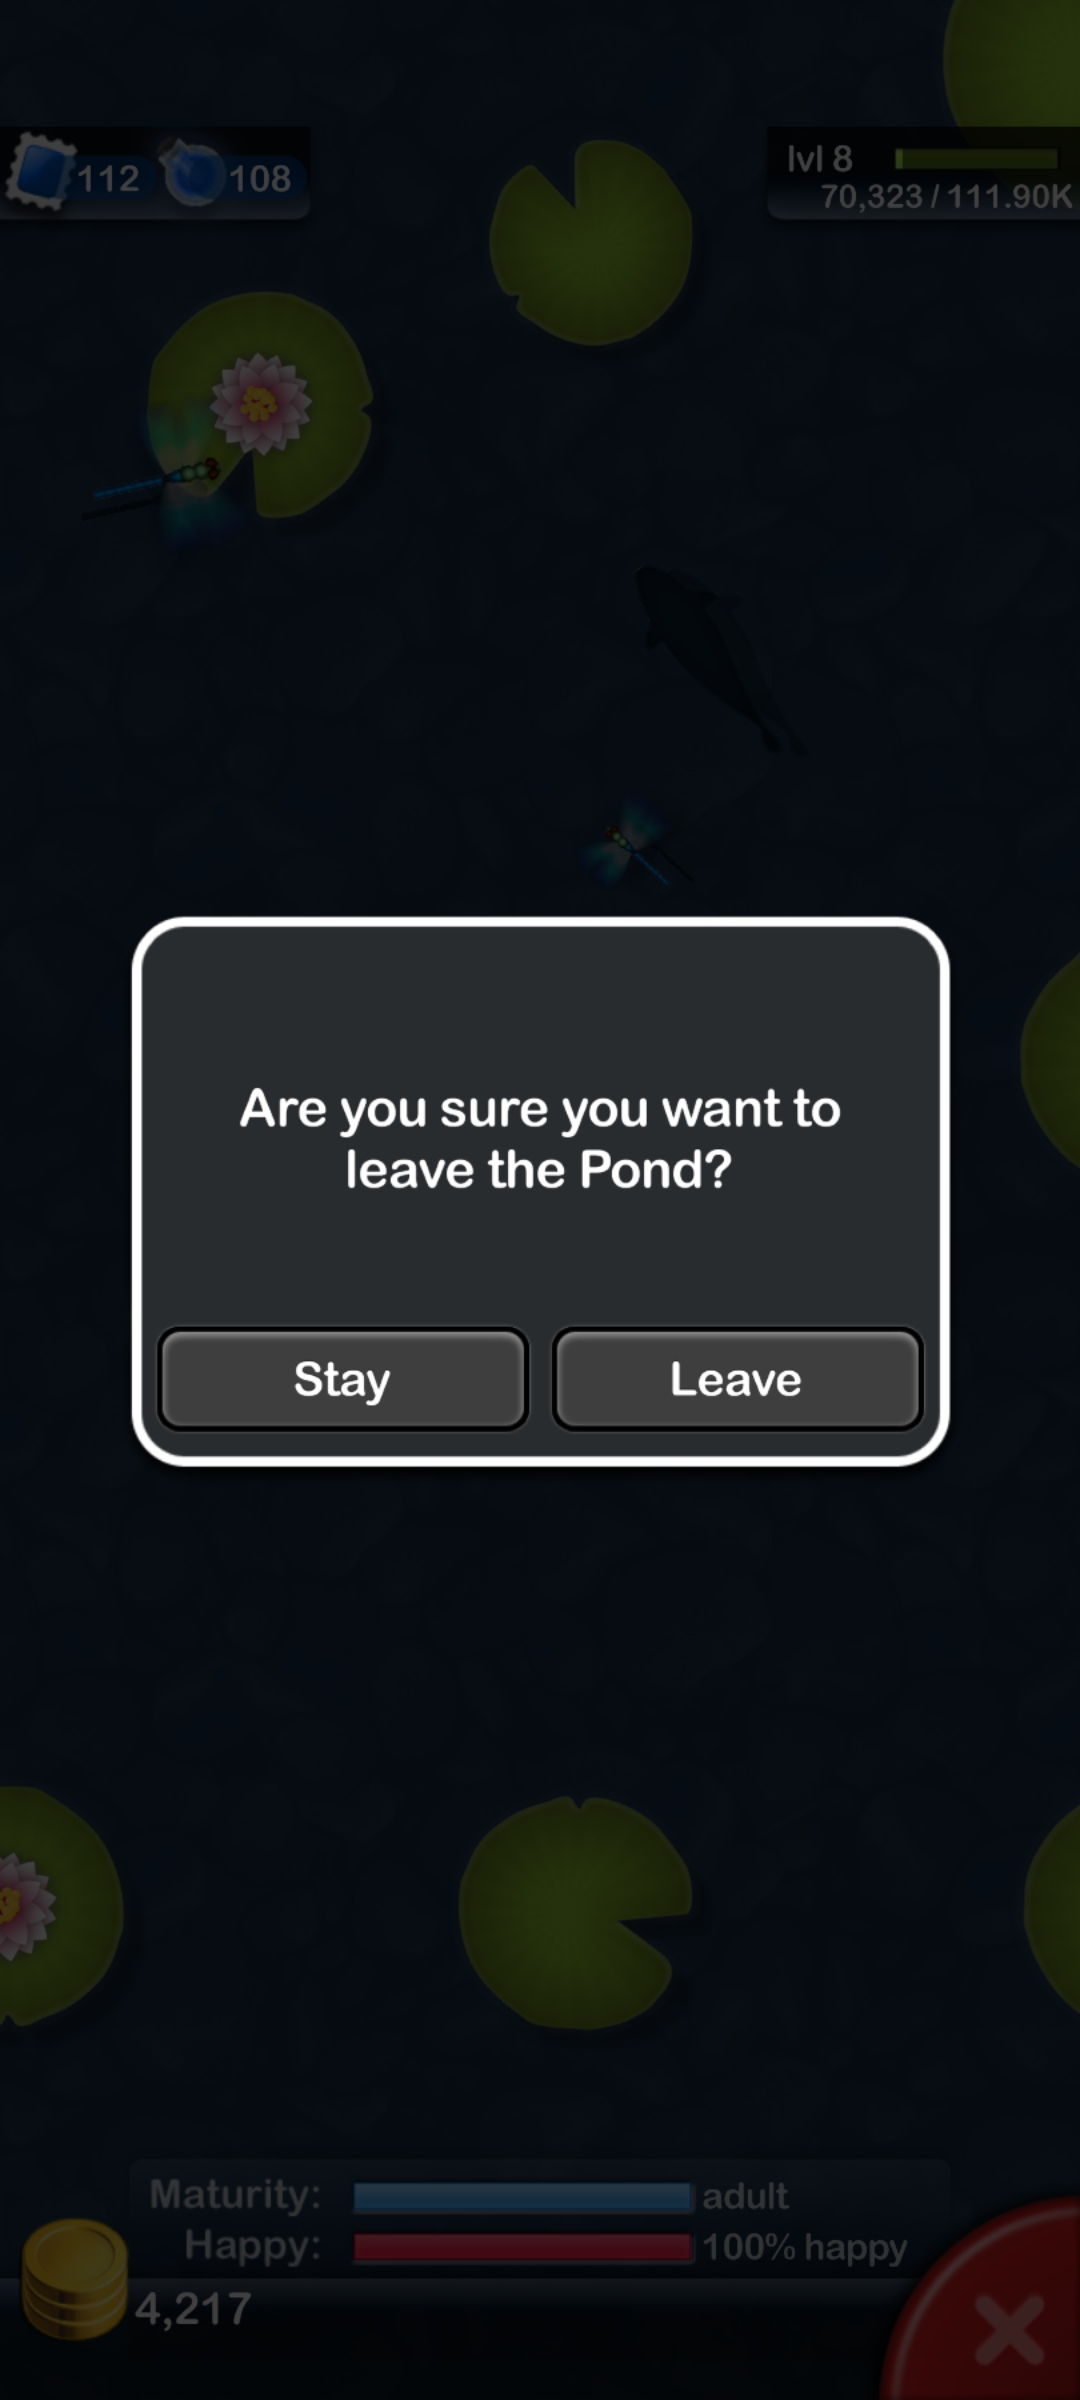 112 108
lvl 8
70,323 / 111.90K
Are you sure you want to
leave the Pond?
Stay Leave
Maturity: adult
Happy: 100% happy
4,217